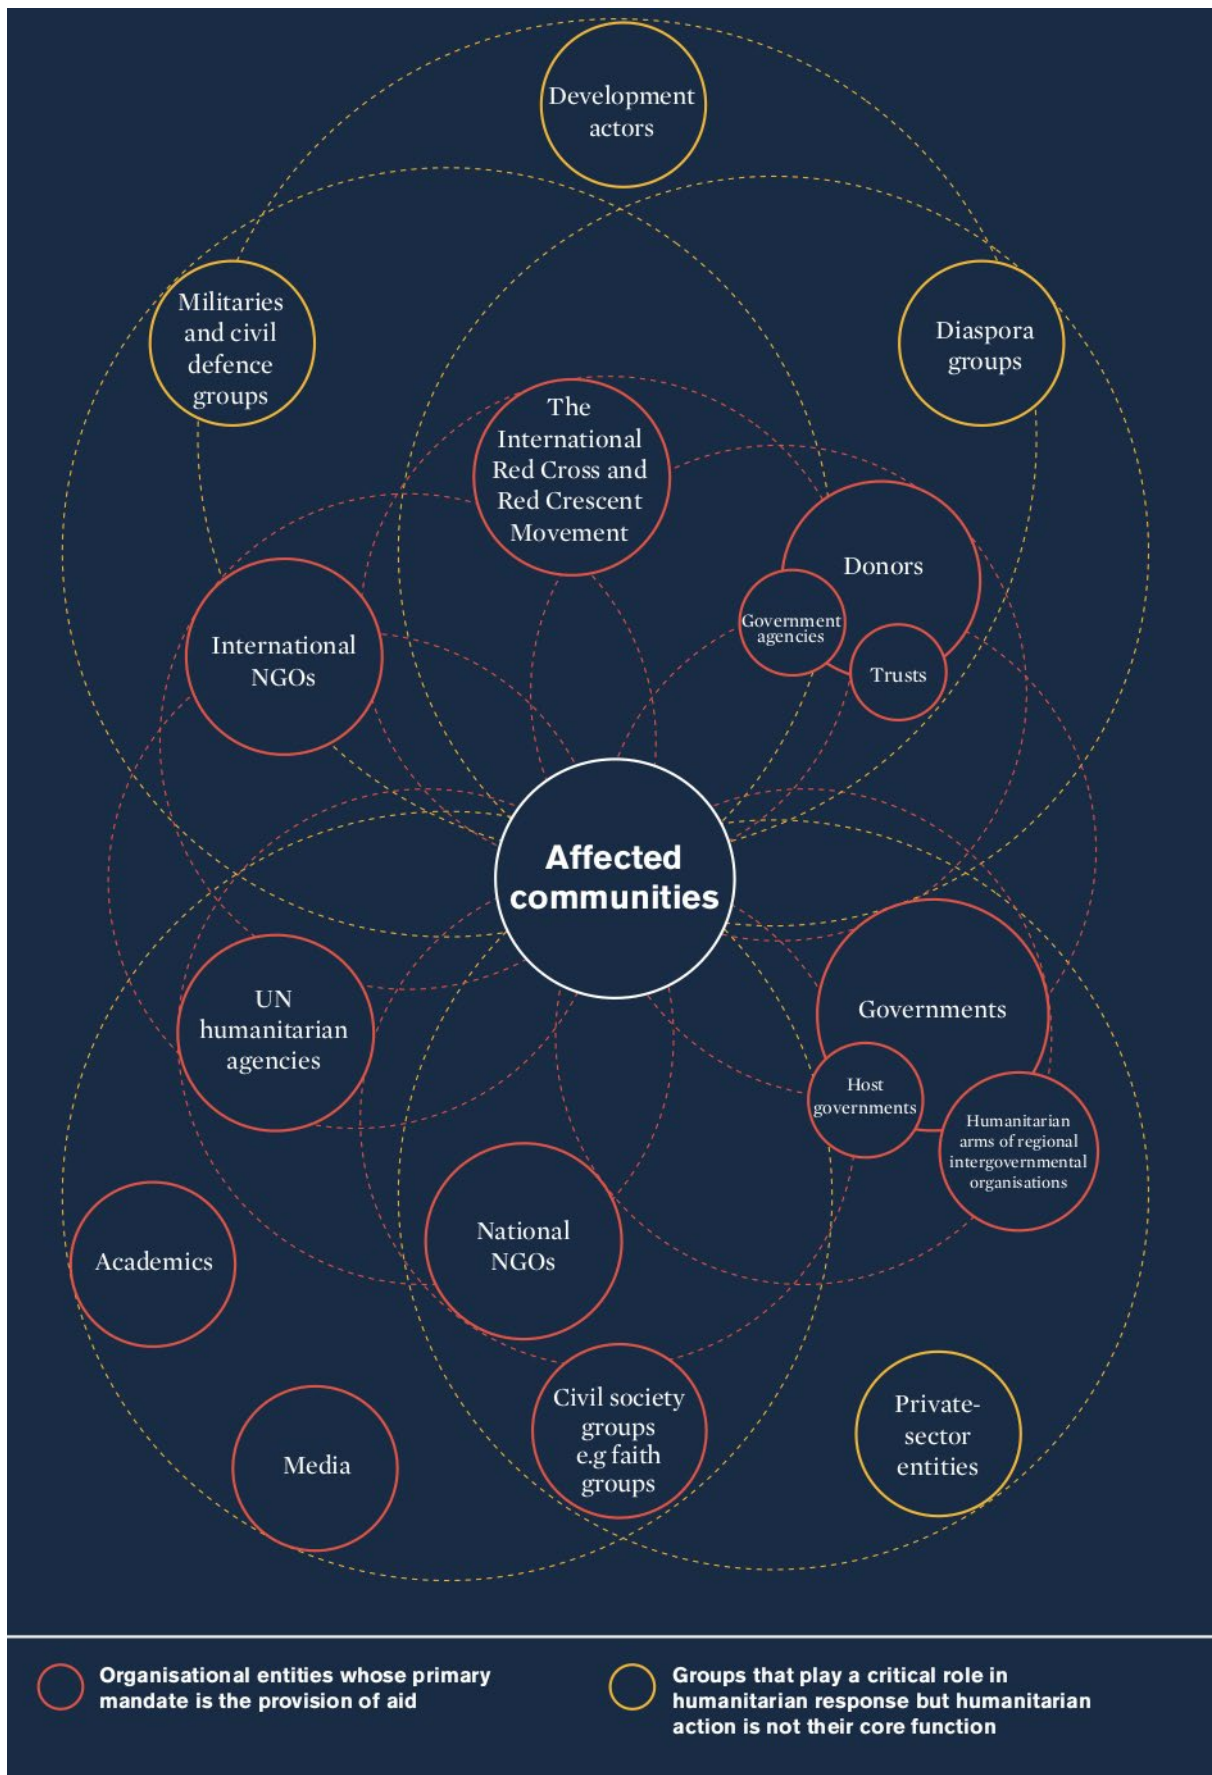 Development
actors
Militaries
and civil
defence
groups
Diaspora
groups
The
International
Red Cross and
Red Crescent
Movement
Donors
Government
agencies
Trusts
International
NGOs
Affected
communities
UN
humanitarian
agencies
Governments
Host
governments
Humanitarian
arms of regional
intergovernmental
organisations
National
NGOs
Academics
Media
Civil society
groups
e.g faith
groups
Private-
sector
entities
Organisational entities whose primary
mandate is the provision of aid
Groups that play a critical role in
humanitarian response but humanitarian
action is not their core function